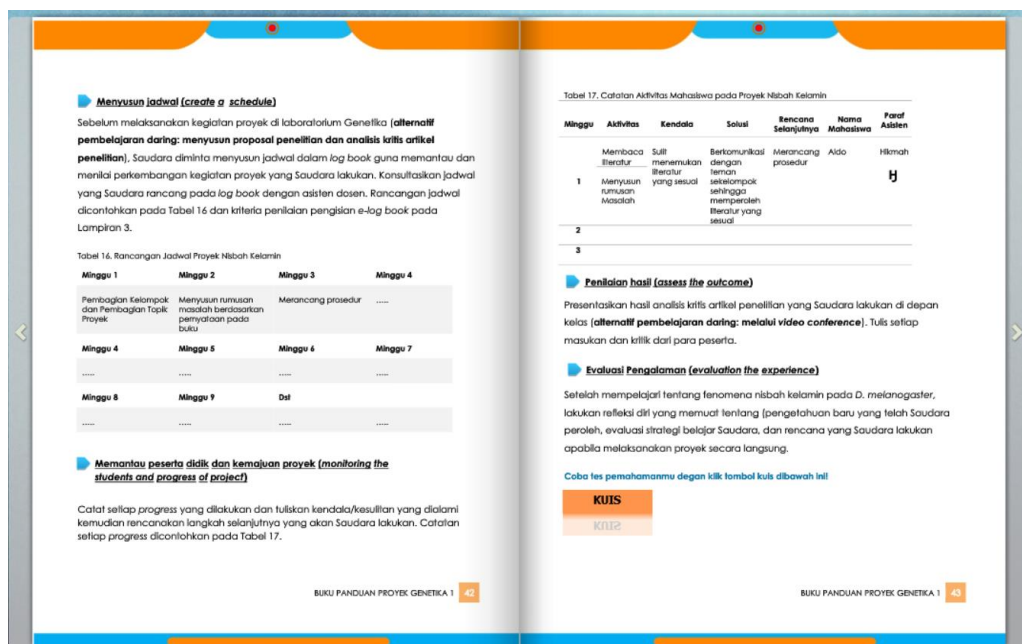 Menyusun jadwal (create a schedule)
Sebelum melaksanakan kegiatan proyek di laboratorium Genetika (alternatif
pembelajaran daring: menyusun proposal penelitian dan analisis kritis artikel
penelitian), Saudara diminta menyusun jadwal dalam log book guna memantau dan
menilai perkembangan kegiatan proyek yang Saudara lakukan. Konsultasikan jadwal
yang Saudara rancang pada log book dengan asisten dosen. Rancangan jadwal
dicontohkan pada Tabel 16 dan kriteria penilaian pengisian e-log book pada
Lampiran 3.
Tabel 16. Rancangan Jadwal Proyek Nisbah Kelamin
Minggu 1 Minggu 2 Minggu 3 Minggu 4
Pembagian Kelompok Menyusun rumusan Merancang prosedur .....
dan Pembagian Topik masalah berdasarkan
Proyek pernyataan pada
buku
Minggu 4 Minggu 5 Minggu 6 Minggu 7
..... ..... ..... .....
Minggu 8 Minggu 9 Dst
..... ..... ..... .....
Memantau peserta didik dan kemajuan proyek (monitoring the
students and progress of project)
Catat setiap progress yang dilakukan dan tuliskan kendala/kesulitan yang dialami
kemudian rencanakan langkah selanjutnya yang akan Saudara lakukan. Catatan
setiap progress dicontohkan pada Tabel 17.
BUKU PANDUAN PROYEK GENETIKA 1 42
Tabel 17. Catatan Aktivitas Mahasiswa pada Proyek Nisbah Kelamin
Minggu Aktivitas Kendala Solusi Rencana Selanjutnya Nama Mahasiswa Paraf Asisten
Membaca Sulit Berkomunikasi Merancang Aldo Hikmah
literatur menemukan dengan prosedur
literatur teman
1 Menyusun yang sesuai sekelompok
rumusan sehingga
Masalah memperoleh
literatur yang
sesuai
2
3
Penilaian hasil (assess the outcome)
Presentasikan hasil analisis kritis artikel penelitian yang Saudara lakukan di depan
kelas (alternatif pembelajaran daring: melalui video conference). Tulis setiap
masukan dan kritik dari para peserta.
Evaluasi Pengalaman (evaluation the experience)
Setelah mempelajari tentang fenomena nisbah kelamin pada D. melanogaster,
lakukan refleksi diri yang memuat tentang (pengetahuan baru yang telah Saudara
peroleh, evaluasi strategi belajar Saudara, dan rencana yang Saudara lakukan
apabila melaksanakan proyek secara langsung.
Coba tes pemahamanmu degan klik tombol kuis dibawah ini!
KUIS
BUKU PANDUAN PROYEK GENETIKA 1 43